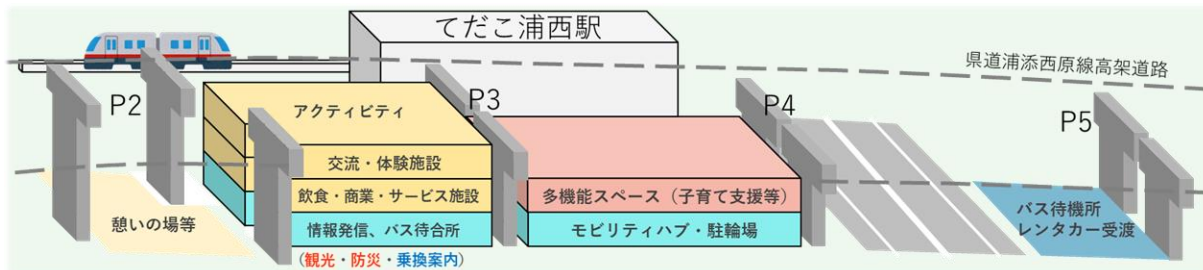 てだこ浦西駅
県道浦添西原線高架道路
P2
P3
P4
P5
アクティビティ
交流・体験施設
飲食・商業・サービス施設
情報発信、バス待合所
(観光・防災・乗換案内)
多機能スペース（子育て支援等）
モビリティハブ・駐輪場
憩いの場等
バス待機所
レンタカー受渡